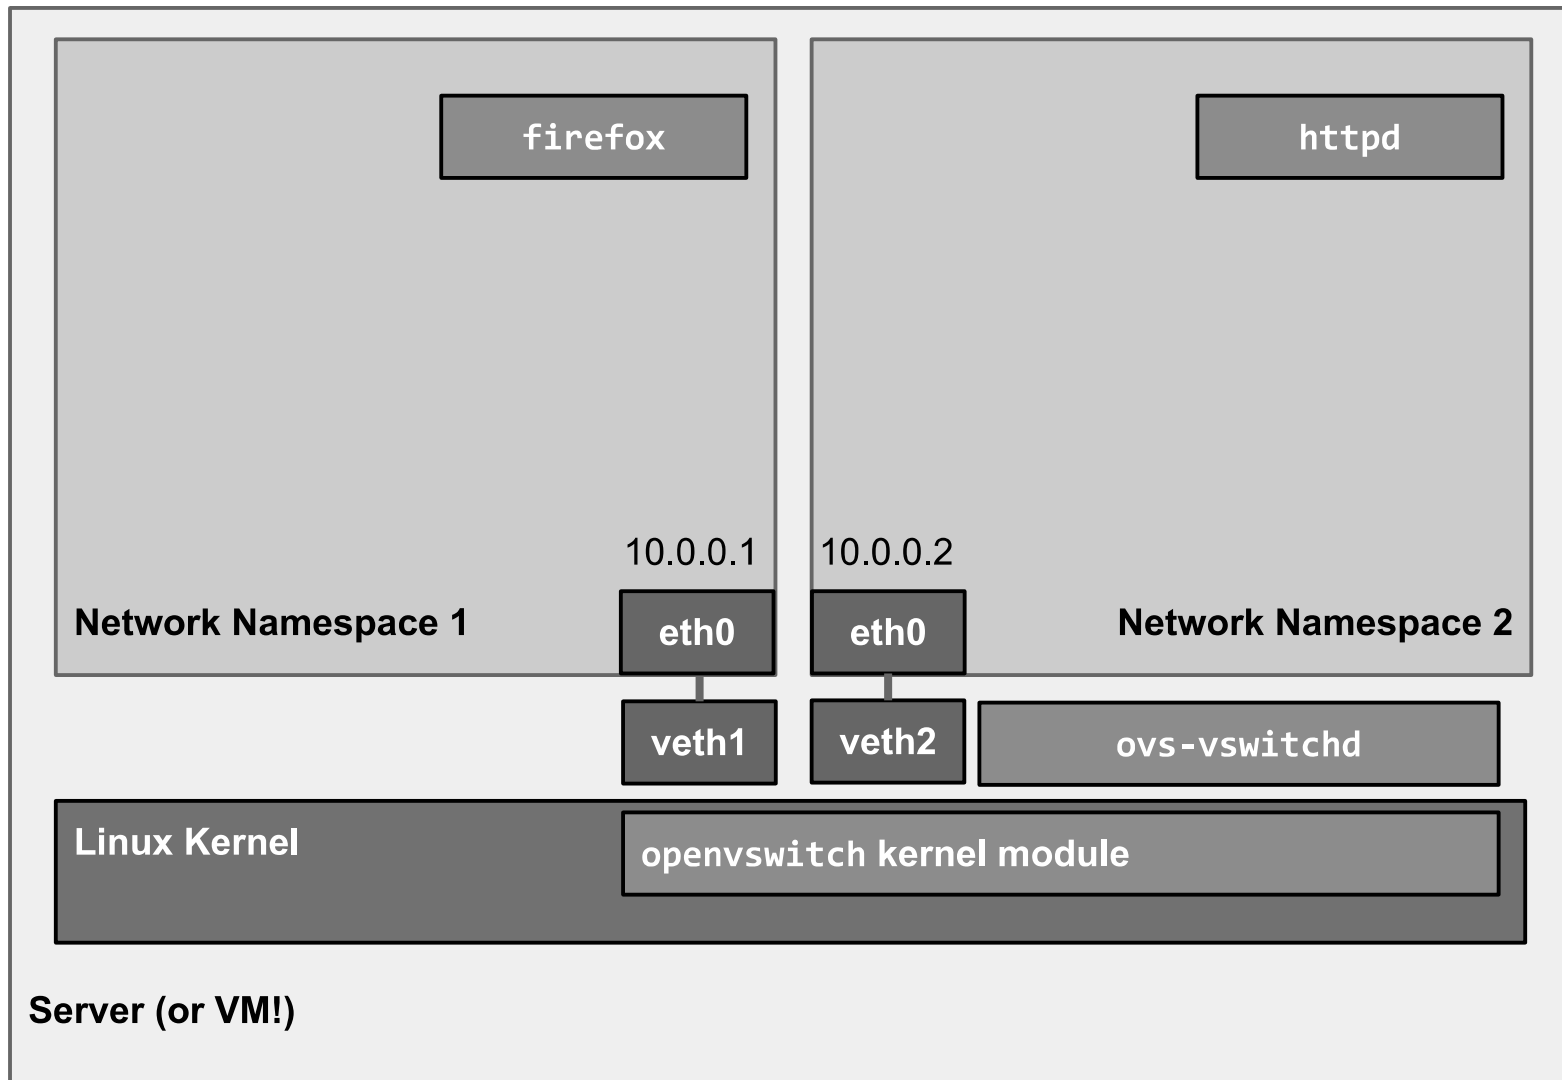 firefox
httpd
10.0.0.1
10.0.0.2
Network Namespace 1
eth0
eth0
Network Namespace 2
veth1
veth2
ovs-vswitchd
Linux Kernel
openvswitch kernel module
Server (or VM!)